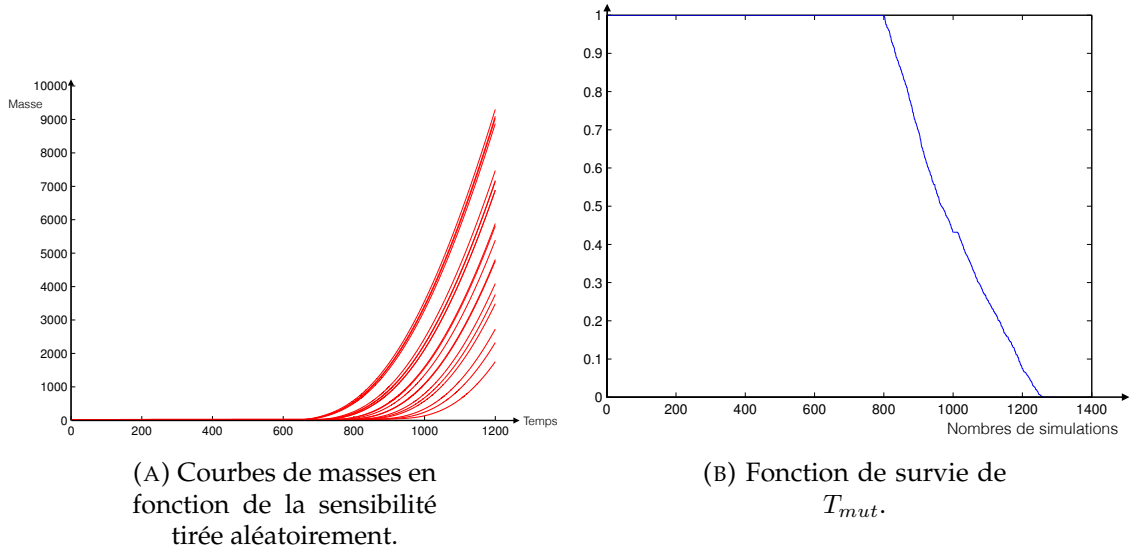 Masse
10000
9000
8000
7000
6000
5000
4000
3000
2000
1000
0
0 200 400 600 800 1000 1200 Temps
(A) Courbes de masses en
fonction de la sensibilité
tirée aléatoirement.
1
0.9
0.8
0.7
0.6
0.5
0.4
0.3
0.2
0.1
0
0 200 400 600 800 1000 1200 1400
Nombres de simulations
(B) Fonction de survie de
T_{mut}.